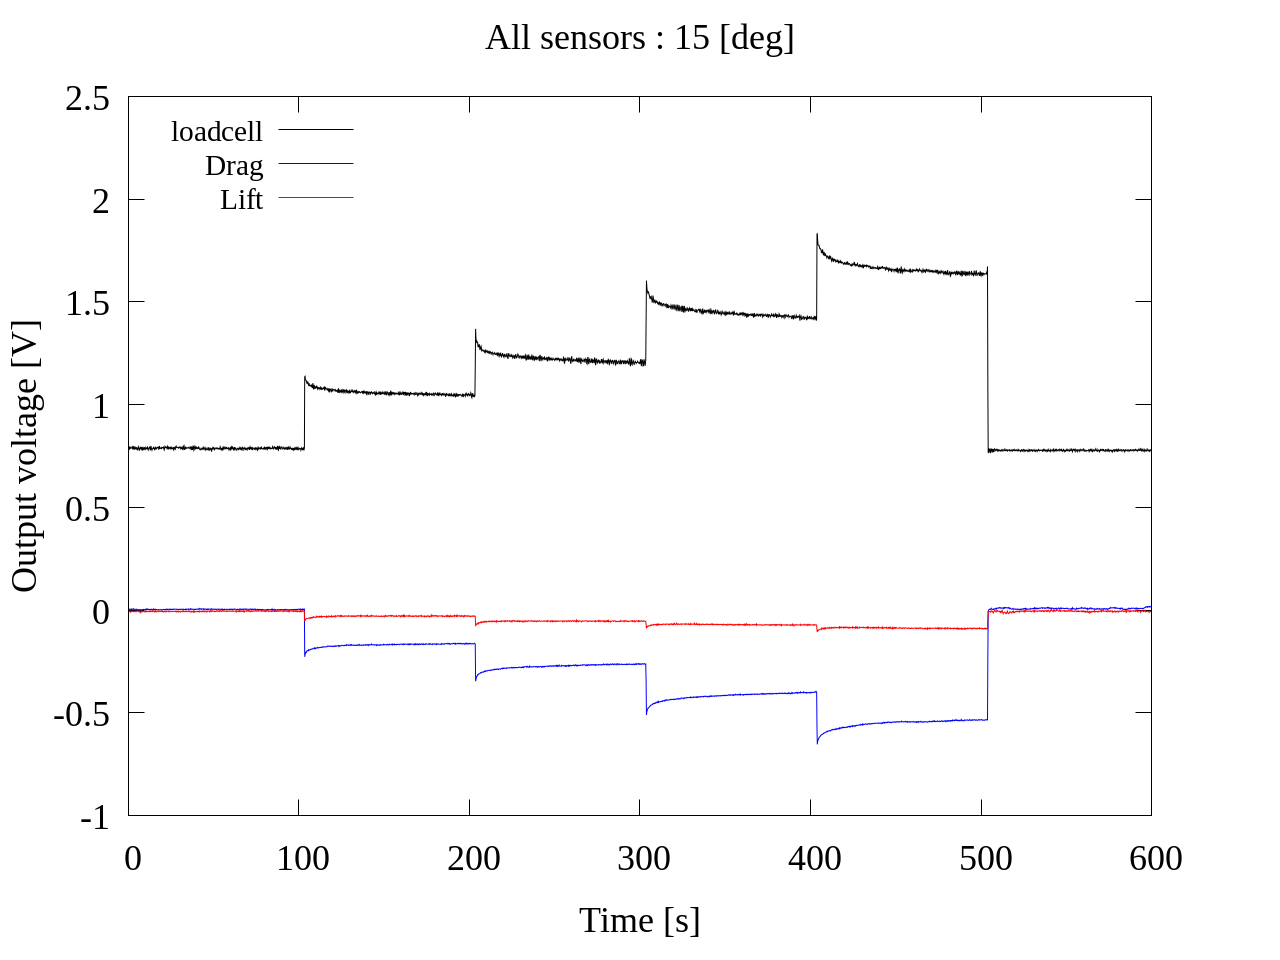 All sensors : 15 [deg]
2.5
2
1.5
1
0.5
0
-0.5
-1
loadcell
Drag
Lift
Output voltage [V]
0 100 200 300 400 500 600
Time [s]